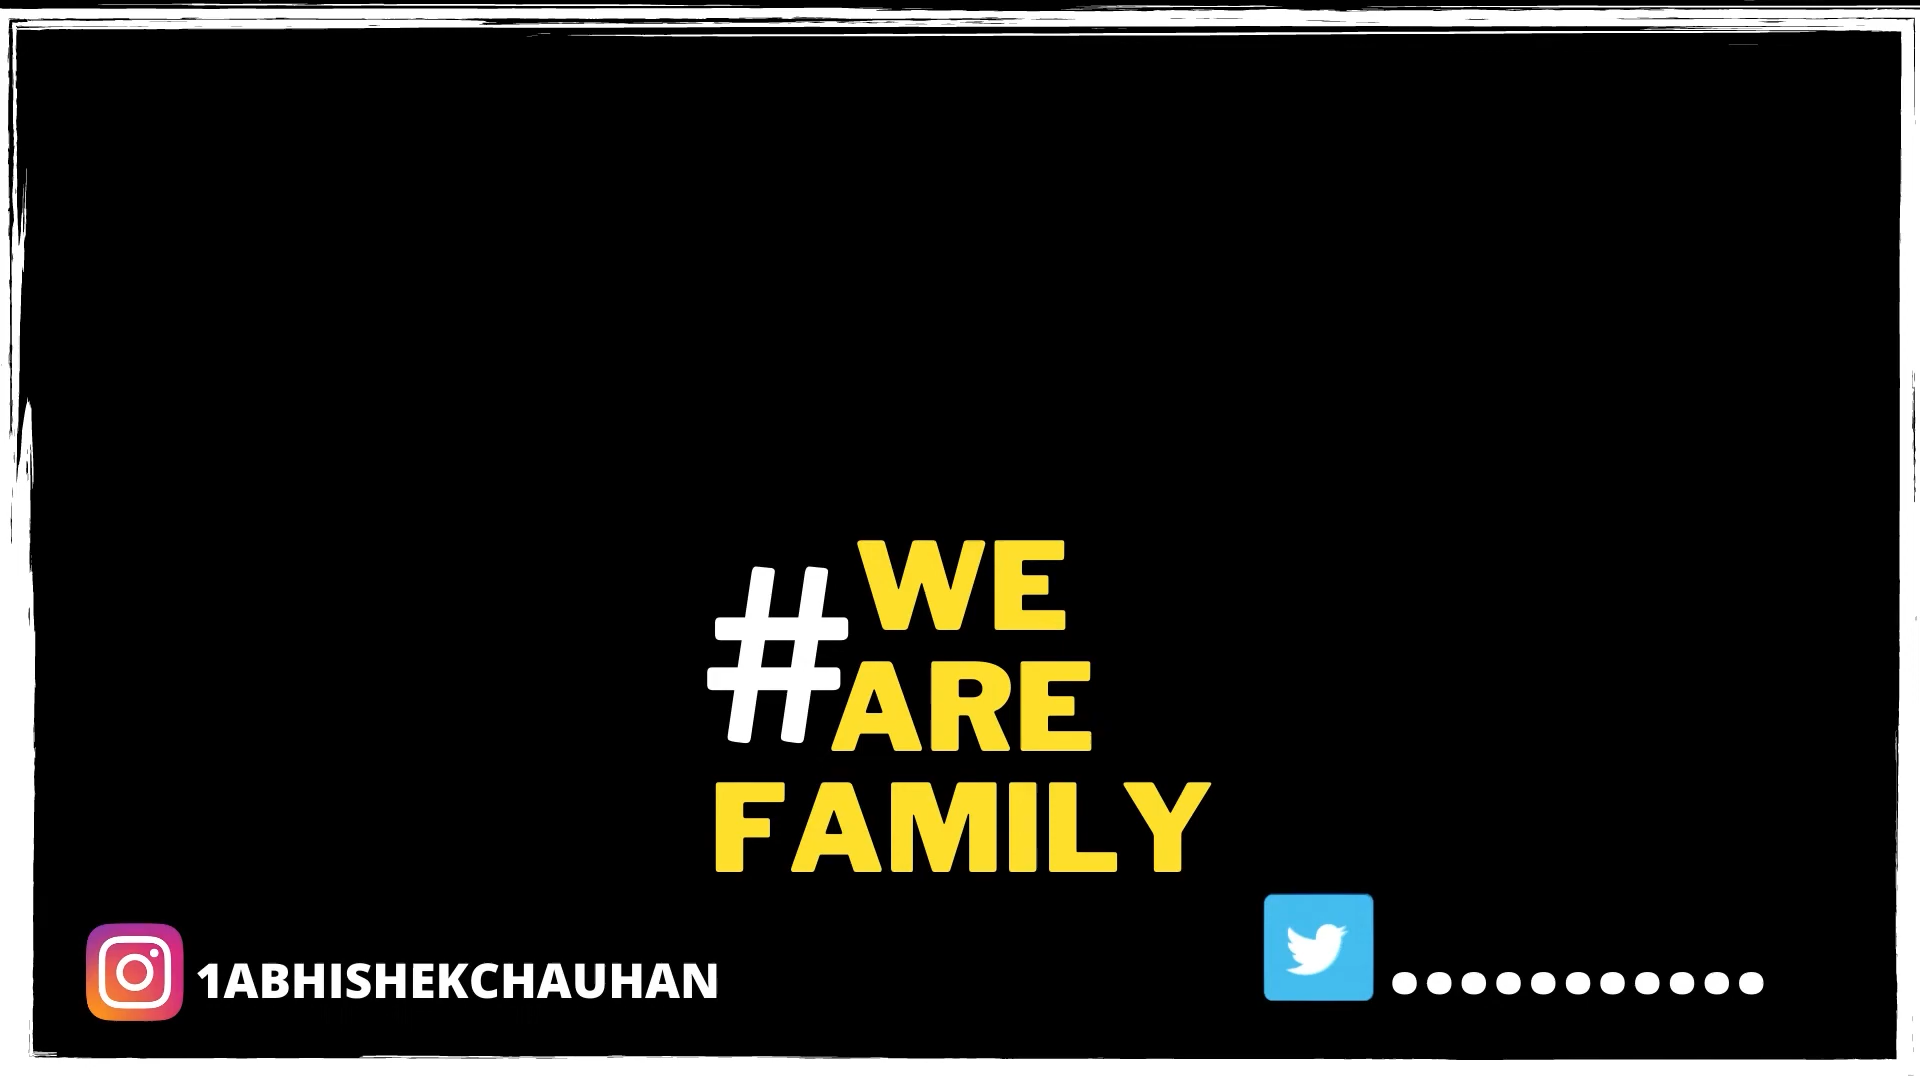 #WE
ARE
FAMILY
1ABHISHEKCHAUHAN
...........